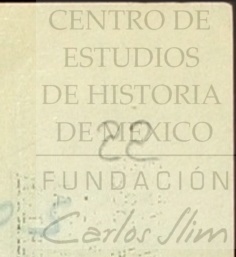 CENTRO DE
ESTUDIOS
DE HISTORIA
DE MEXICO
FUNDACIÓN
Carlos Slim